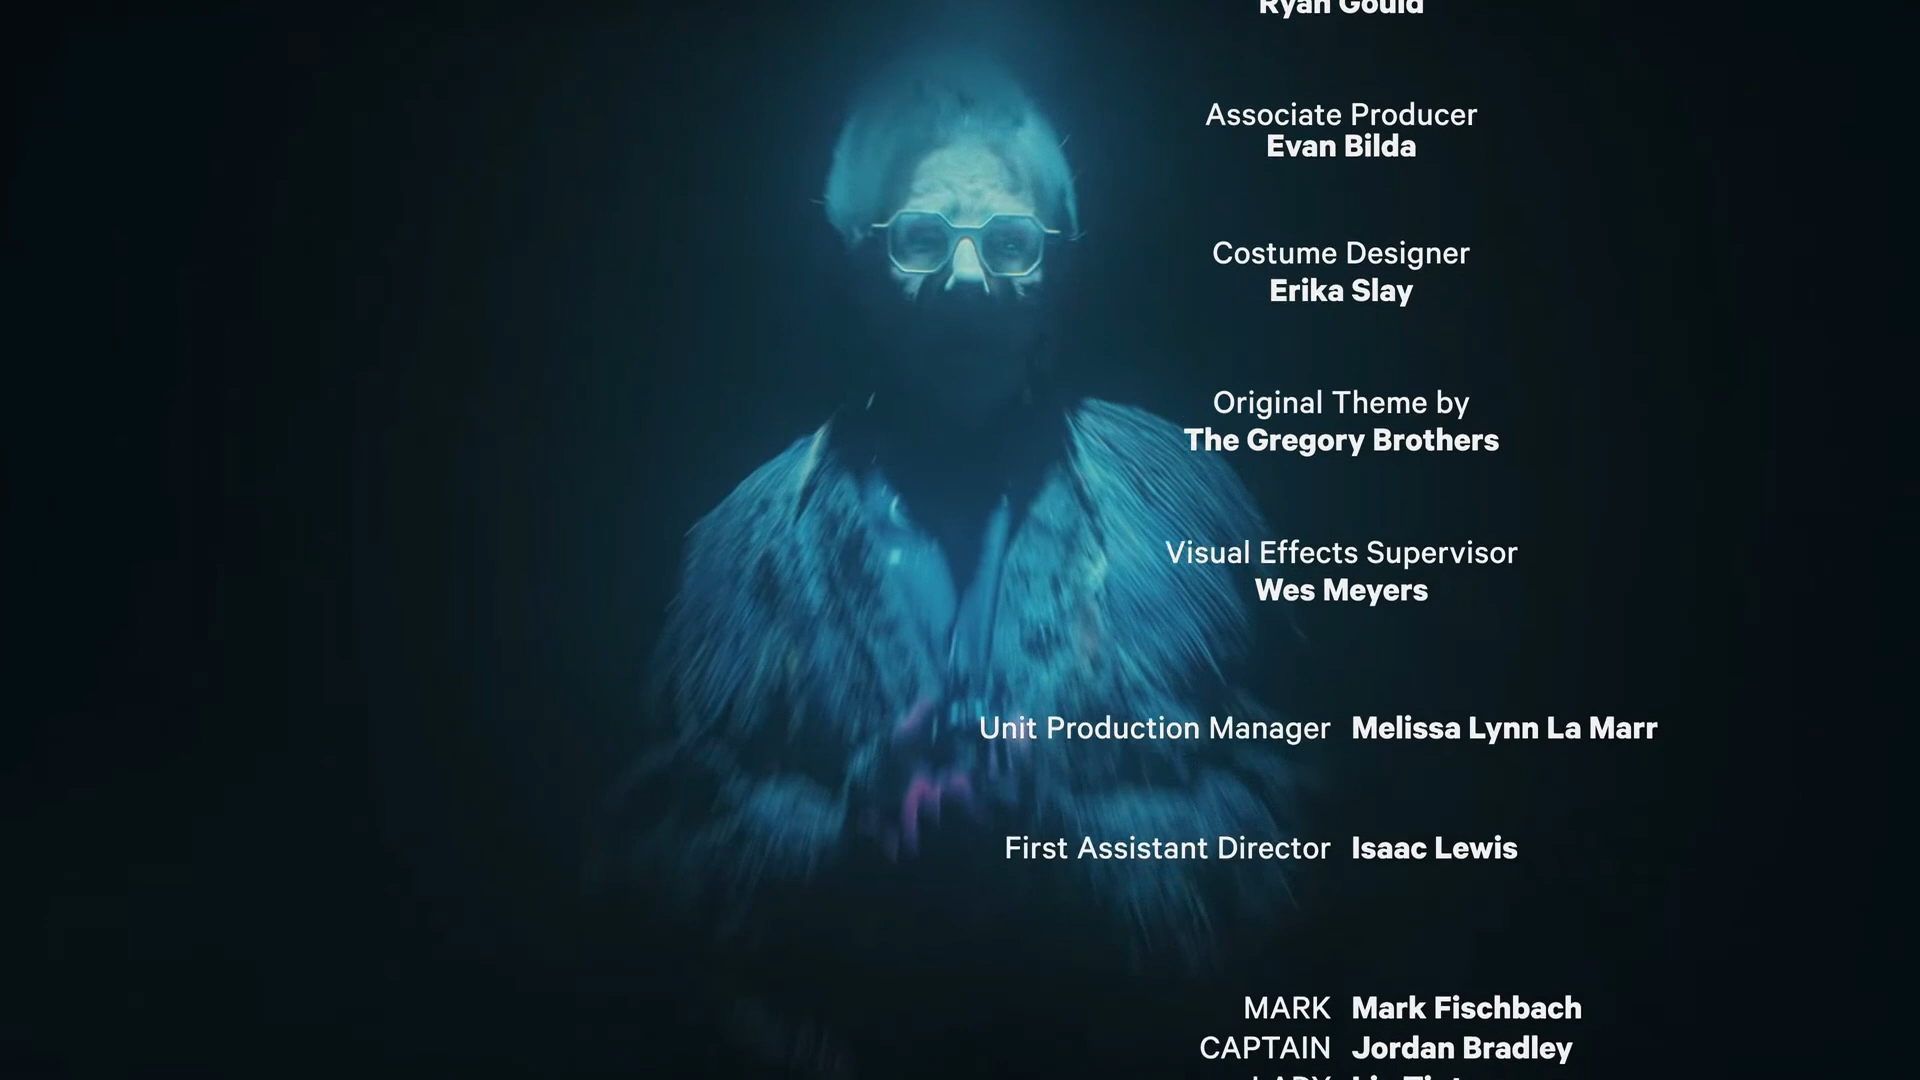 Ryan Gould
Associate Producer
Evan Bilda
Costume Designer
Erika Slay
Original Theme by
The Gregory Brothers
Visual Effects Supervisor
Wes Meyers
Unit Production Manager Melissa Lynn La Marr
First Assistant Director Isaac Lewis
MARK Mark Fischbach
CAPTAIN Jordan Bradley
LADY